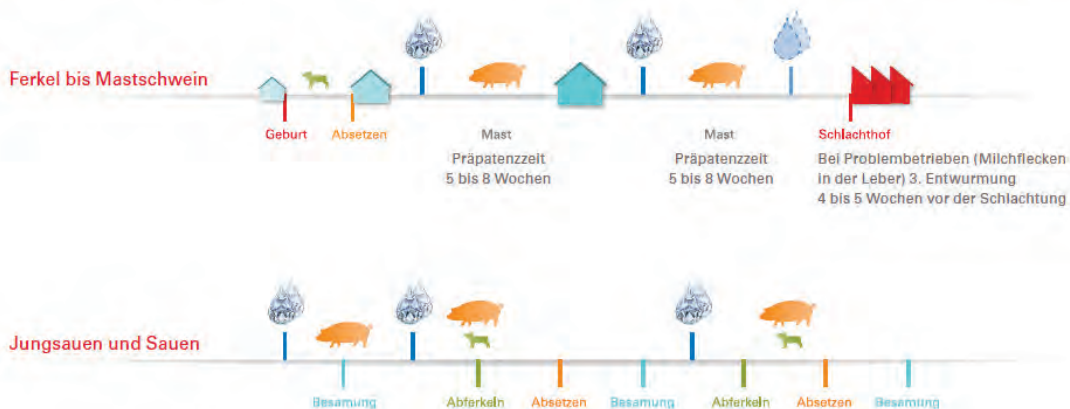 Ferkel bis Mastschwein
Geburt
Absetzen
Mast
Präpatenzzeit
5 bis 8 Wochen
Mast
Präpatenzzeit
5 bis 8 Wochen
Schlachthof
Bei Problembetrieben (Milchflecken
in der Leber) 3. Entwurmung
4 bis 5 Wochen vor der Schlachtung
Jungsauen und Sauen
Besamung
Abferkeln
Absetzen
Besamung
Abferkeln
Absetzen
Besamung